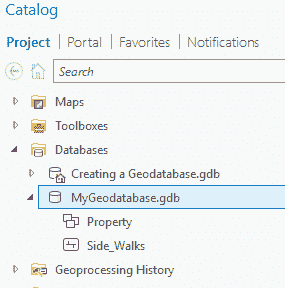 Catalog
Project | Portal | Favorites | Notifications
Search
Maps
Toolboxes
Databases
Creating a Geodatabase.gdb
MyGeodatabase.gdb
Property
Side_Walks
Geoprocessing History